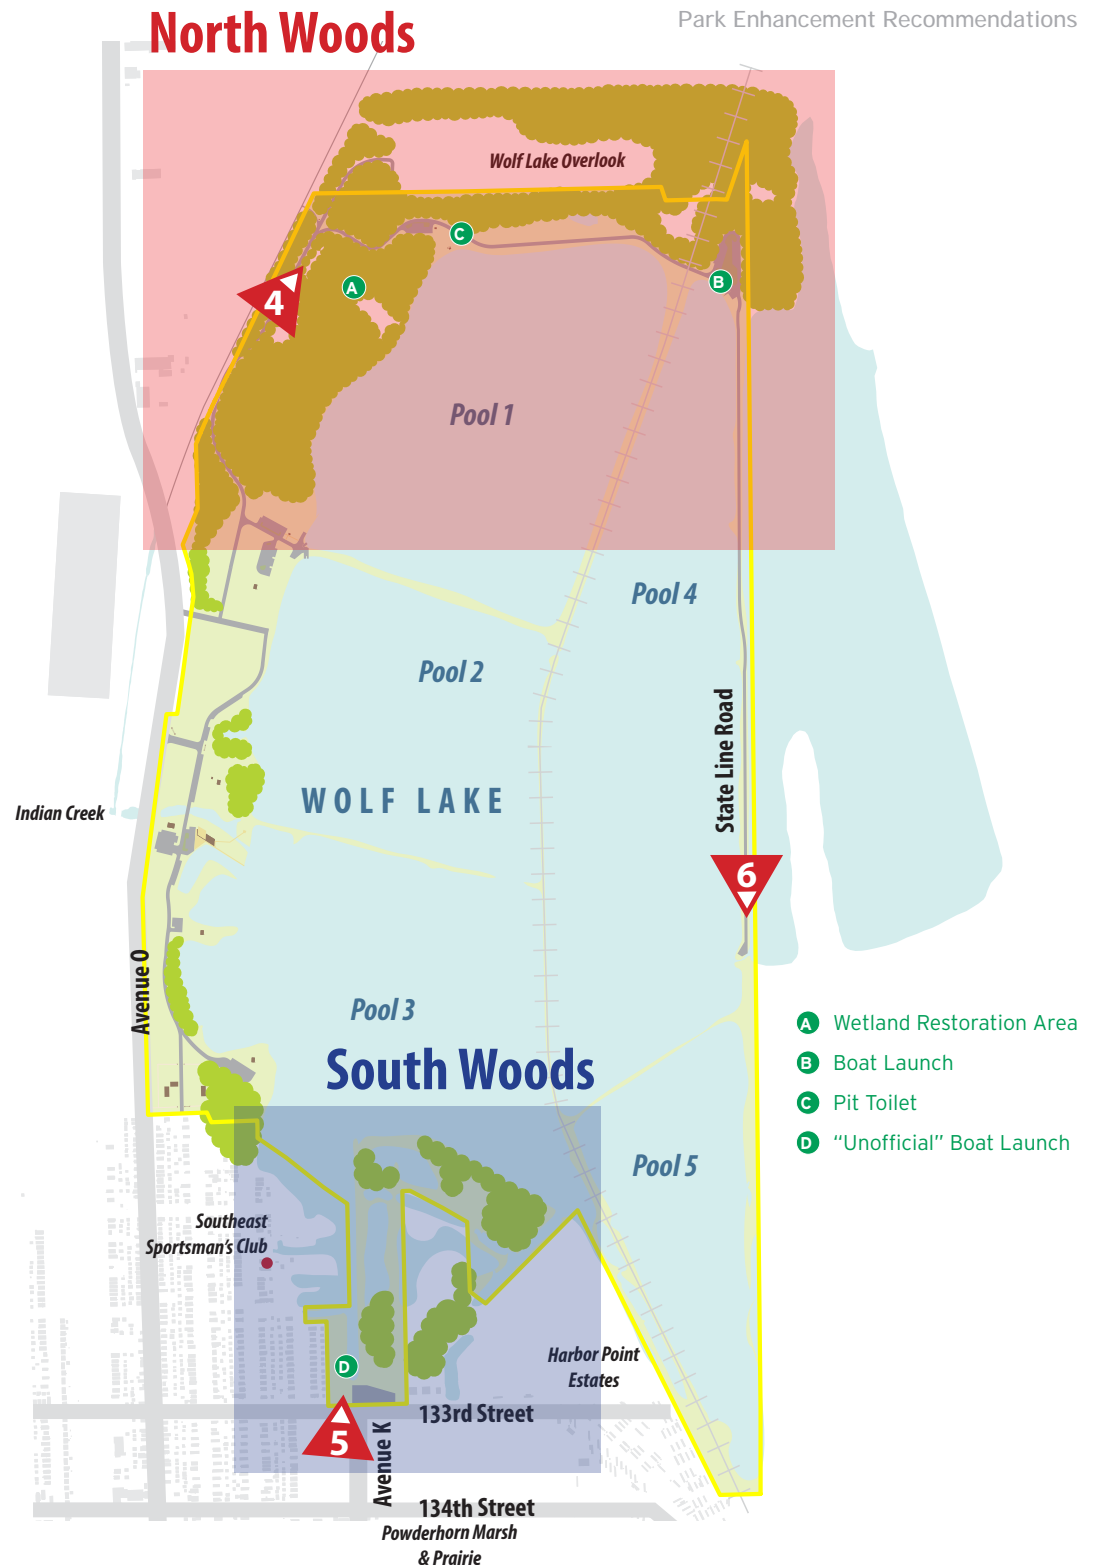 Park Enhancement Recommendations
North Woods
Wolf Lake Overlook
C
A
B
4
Pool 1
Pool 4
Pool 2
State Line Road
WOLF LAKE
Indian Creek
6
Avenue O
Pool 3
A Wetland Restoration Area
B Boat Launch
C Pit Toilet
D “Unofficial” Boat Launch
South Woods
Pool 5
Southeast
Sportsman's Club
Harbor Point
Estates
D
133rd Street
5
Avenue K
134th Street
Powderhorn Marsh
& Prairie